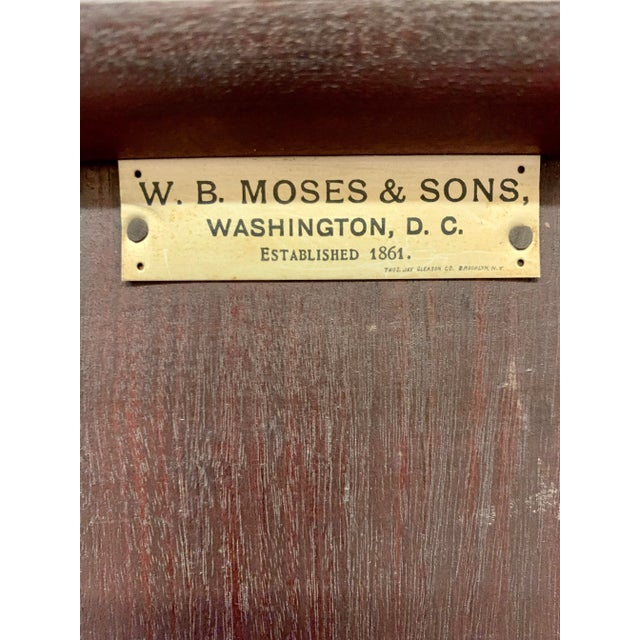 W. B. MOSES & SONS,
WASHINGTON, D. C.
ESTABLISHED 1861.
THOS. JAY GLEASON CO. BROOKLYN, N.Y.